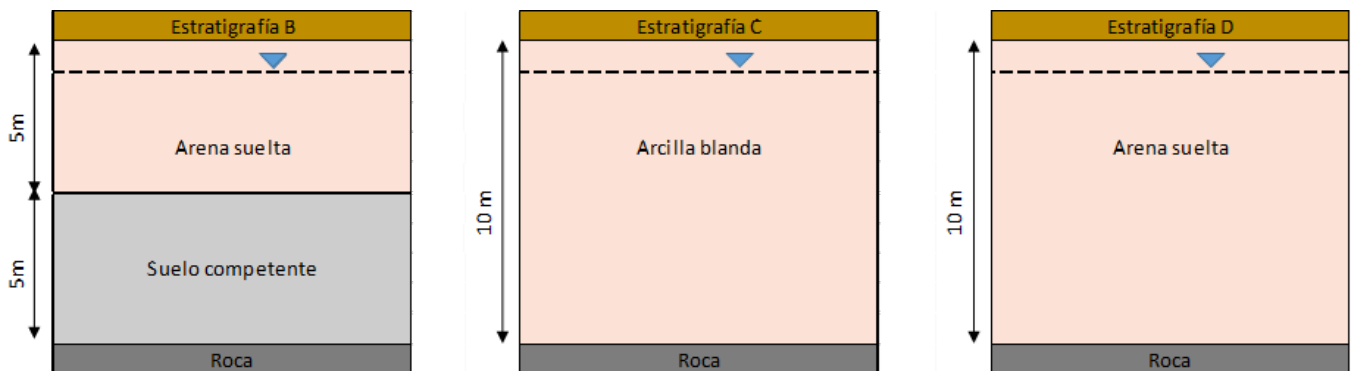 Estratigrafía B
5m
Arena suelta
5m
Suelo competente
Roca
Estratigrafía C
10 m
Arcilla blanda
Roca
Estratigrafía D
10 m
Arena suelta
Roca